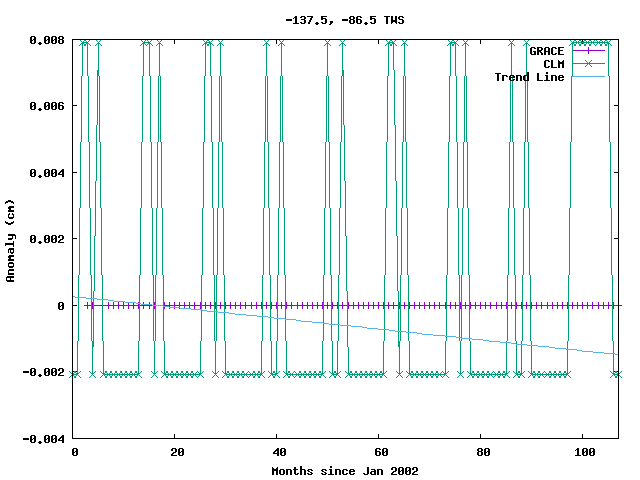 -137.5, -86.5 TWS
0.008
0.006
0.004
0.002
0
-0.002
-0.004
Anomaly (cm)
GRACE
CLM
Trend Line
0 20 40 60 80 100
Months since Jan 2002